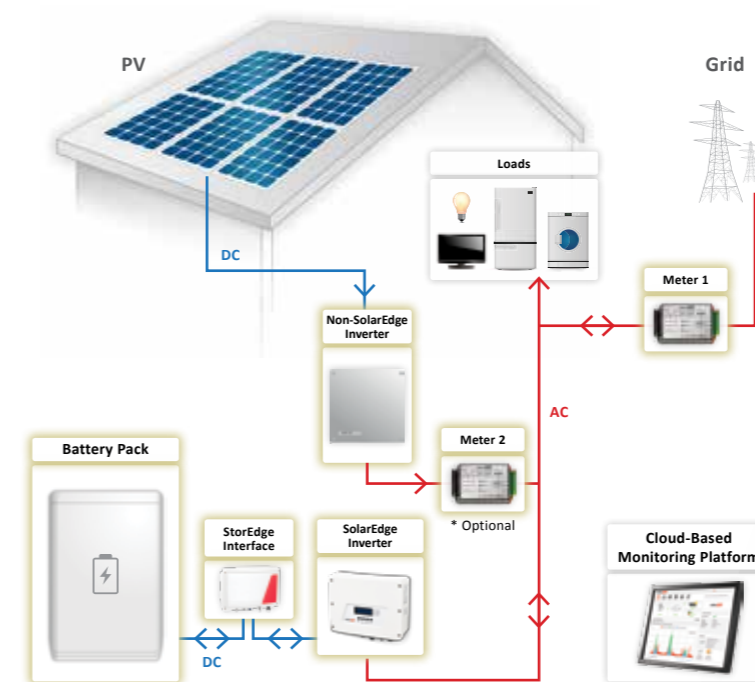 PV
Grid
Loads
DC
Meter 1
Non-SolarEdge
Inverter
AC
Meter 2
* Optional
Battery Pack
StorEdge
Interface
SolarEdge
Inverter
DC
Cloud-Based
Monitoring Platform